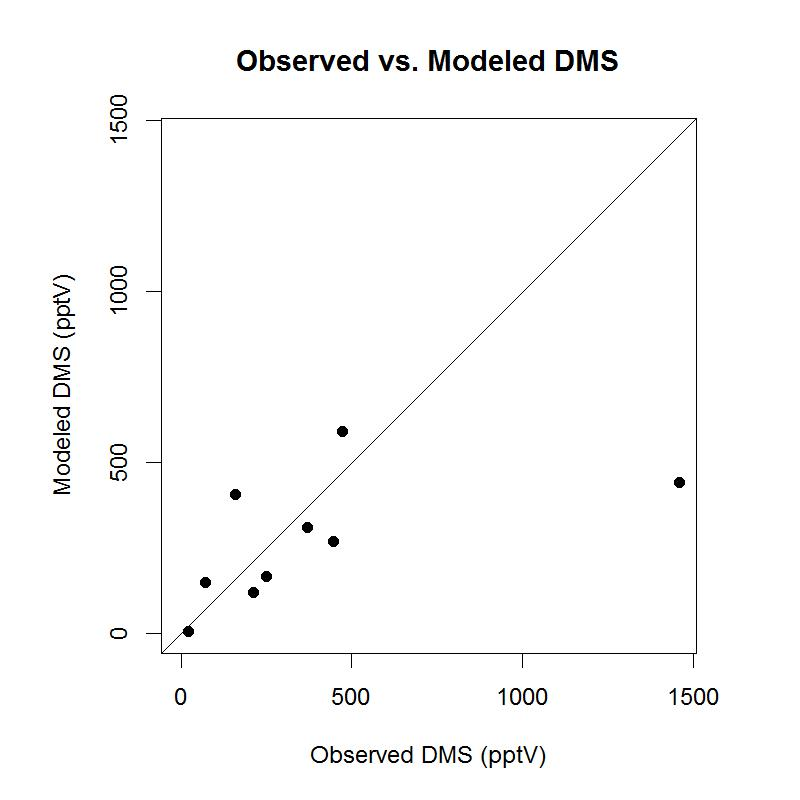 Observed vs. Modeled DMS
1500
1000
500
0
Modeled DMS (pptV)
0 500 1000 1500
Observed DMS (pptV)